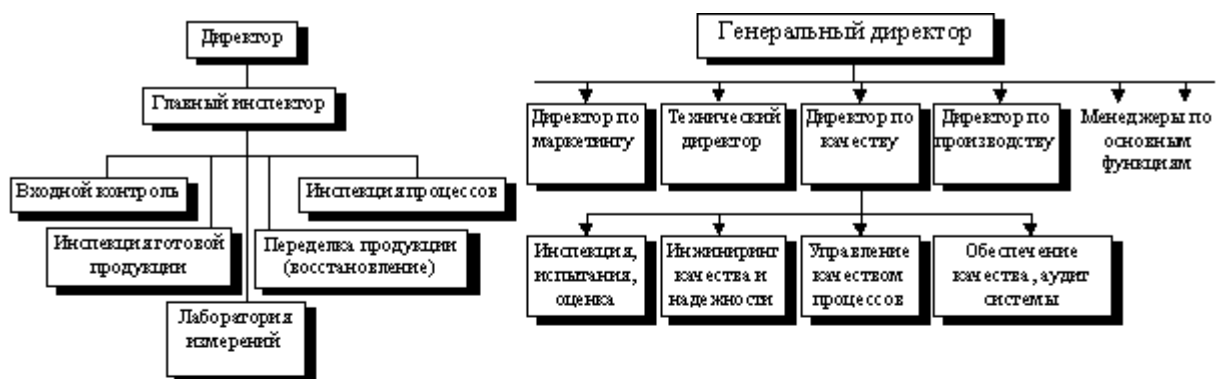 Директор
Главный инспектор
Входной контроль
Инспекция процессов
Инспекция готовой
продукции
Переделка продукции
(восстановление)
Лаборатория
измерений
Генеральный директор
Директор по
маркетингу
Технический
директор
Директор по
качеству
Директор по
производству
Менеджеры по
основным
функциям
Инспекция,
испытания,
оценка
Инжиниринг
качества и
надежности
Управление
качеством
процессов
Обеспечение
качества, аудит
системы